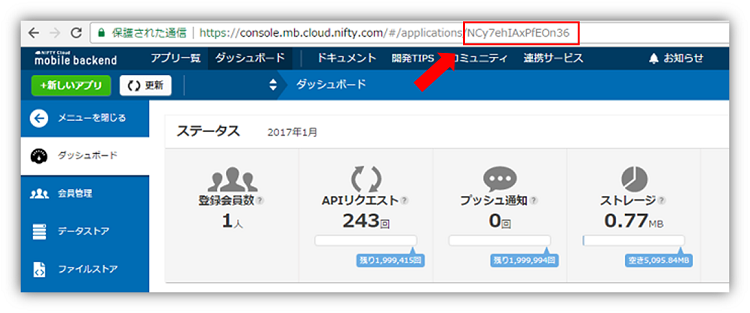 保護された通信 | https://console.mb.cloud.nifty.com/#/applications/NCy7ehIAxPfEOn36
NIFTY Cloud
mobile backend
アプリ一覧 ダッシュボード ドキュメント 開発TIPS コミュニティ 連携サービス お知らせ
+新しいアプリ 更新 ダッシュボード
メニューを閉じる
ダッシュボード
会員管理
データストア
ファイルストア
ステータス 2017年1月
登録会員数 ?
1人
APIリクエスト ?
243回
残り1,999,415回
プッシュ通知 ?
0回
残り1,999,994回
ストレージ ?
0.77MB
空き5,095.84MB